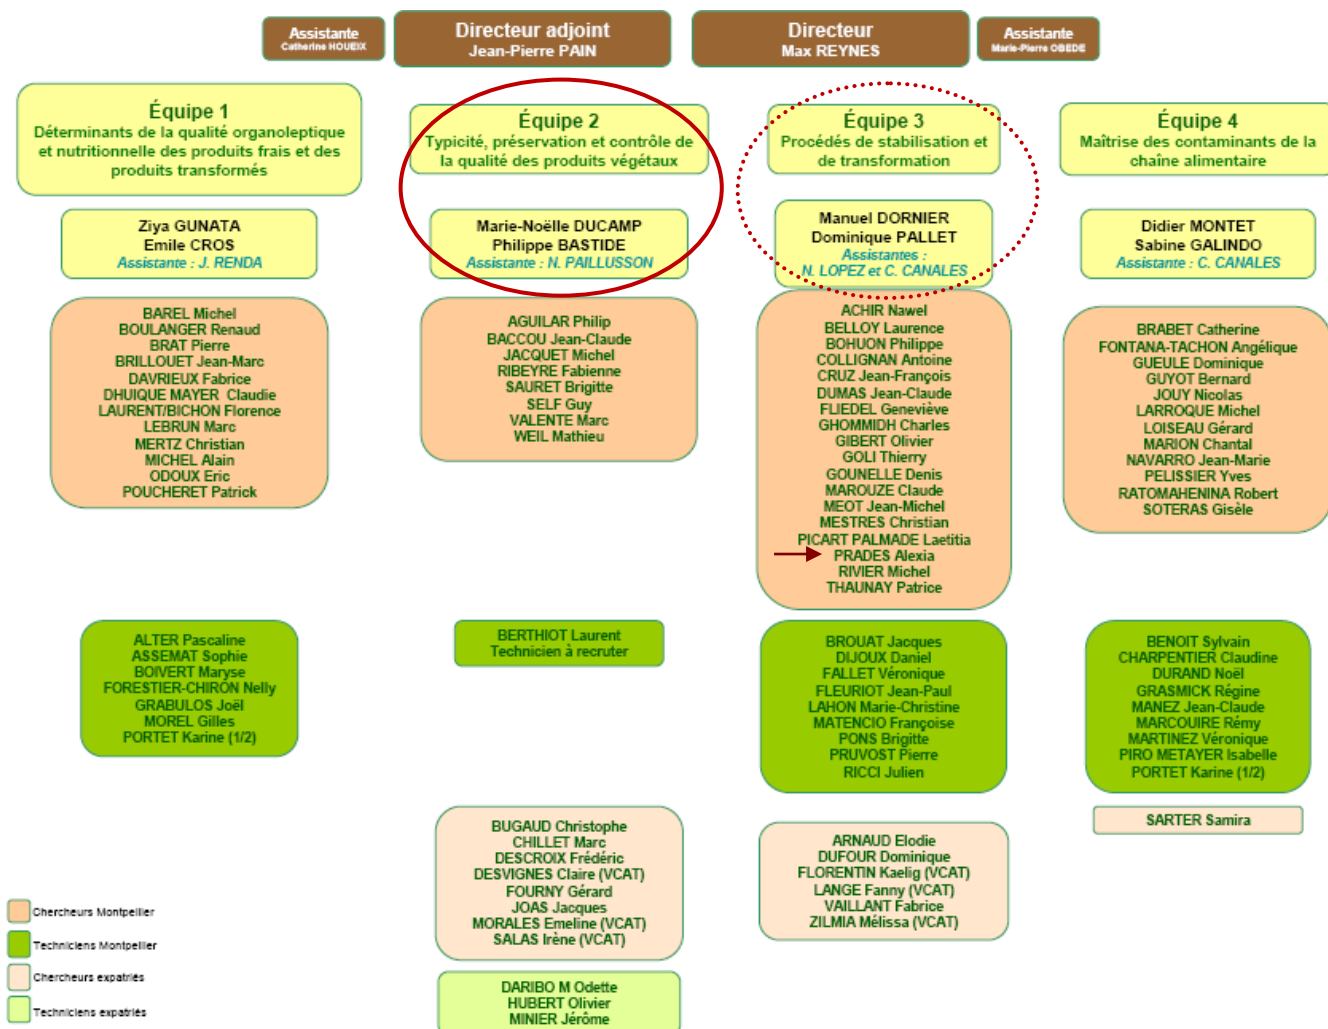 Assistante
Catherine HOUEIX
Directeur adjoint
Jean-Pierre PAIN
Directeur
Max REYNES
Assistante
Marie-Pierre OBEDE
Équipe 1
Déterminants de la qualité organoleptique
et nutritionnelle des produits frais et des
produits transformés
Ziya GUNATA
Emile CROS
Assistante : J. RENDA
BAREL Michel
BOULANGER Renaud
BRAT Pierre
BRILLOUET Jean-Marc
DAVRIEUX Fabrice
DHUIQUE MAYER Claudie
LAURENT/BICHON Florence
LEBRUN Marc
MERTZ Christian
MICHEL Alain
ODOUX Eric
POUCHERET Patrick
ALTER Pascaline
ASSEMAT Sophie
BOIVERT Maryse
FORESTIER-CHIRON Nelly
GRABULOS Joël
MOREL Gilles
PORTET Karine (1/2)
Équipe 2
Typicité, préservation et contrôle de
la qualité des produits végétaux
Marie-Noëlle DUCAMP
Philippe BASTIDE
Assistante : N. PAILLUSSON
AGUILAR Philip
BACCOU Jean-Claude
JACQUET Michel
RIBEYRE Fabienne
SAURET Brigitte
SELF Guy
VALENTE Marc
WEIL Mathieu
BERTHIOT Laurent
Technicien à recruter
BUGAUD Christophe
CHILLET Marc
DESCROIX Frédéric
DESVIGNES Claire (VCAT)
FOURNY Gérard
JOAS Jacques
MORALES Emeline (VCAT)
SALAS Irène (VCAT)
DARIBO M Odette
HUBERT Olivier
MINIER Jérôme
Équipe 3
Procédés de stabilisation et
de transformation
Manuel DORNIER
Dominique PALLET
Assistantes :
N. LOPEZ et C. CANALES
ACHIR Nawel
BELLOY Laurence
BOHUON Philippe
COLLIGNAN Antoine
CRUZ Jean-François
DUMAS Jean-Claude
FLIEDEL Geneviève
GHOMMIDH Charles
GIBERT Olivier
GOLI Thierry
GOUNELLE Denis
MAROUZE Claude
MEOT Jean-Michel
MESTRES Christian
PICART PALMADE Laetitia
PRADES Alexia
RIVIER Michel
THAUNAY Patrice
BROUAT Jacques
DIJOUX Daniel
FALLET Véronique
FLEURIOT Jean-Paul
LAHON Marie-Christine
MATENCIO Françoise
PONS Brigitte
PRUVOST Pierre
RICCI Julien
ARNAUD Elodie
DUFOUR Dominique
FLORENTIN Kaelig (VCAT)
LANGE Fanny (VCAT)
VAILLANT Fabrice
ZILMIA Mélissa (VCAT)
Équipe 4
Maîtrise des contaminants de la
chaîne alimentaire
Didier MONTET
Sabine GALINDO
Assistante : C. CANALES
BRABET Catherine
FONTANA-TACHON Angélique
GUEULE Dominique
GUYOT Bernard
JOUY Nicolas
LARROQUE Michel
LOISEAU Gérard
MARION Chantal
NAVARRO Jean-Marie
PELISSIER Yves
RATOMAHENINA Robert
SOTERAS Gisèle
BENOIT Sylvain
CHARPENTIER Claudine
DURAND Noël
GRASMICK Régine
MANEZ Jean-Claude
MARCOUIRE Rémy
MARTINEZ Véronique
PIRO METAYER Isabelle
PORTET Karine (1/2)
SARTER Samira
Chercheurs Montpellier
Techniciens Montpellier
Chercheurs expatriés
Techniciens expatriés